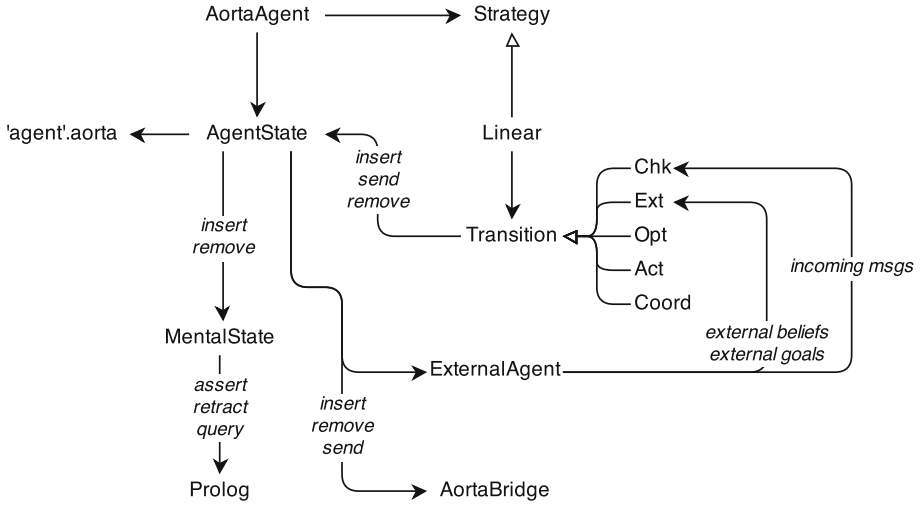 AortaAgent
Strategy
'agent'.aorta
AgentState
insert
send
remove
Linear
Chk
Ext
Opt
Act
Coord
Transition
insert
remove
incoming msgs
external beliefs
external goals
MentalState
ExternalAgent
assert
retract
query
insert
remove
send
Prolog
AortaBridge